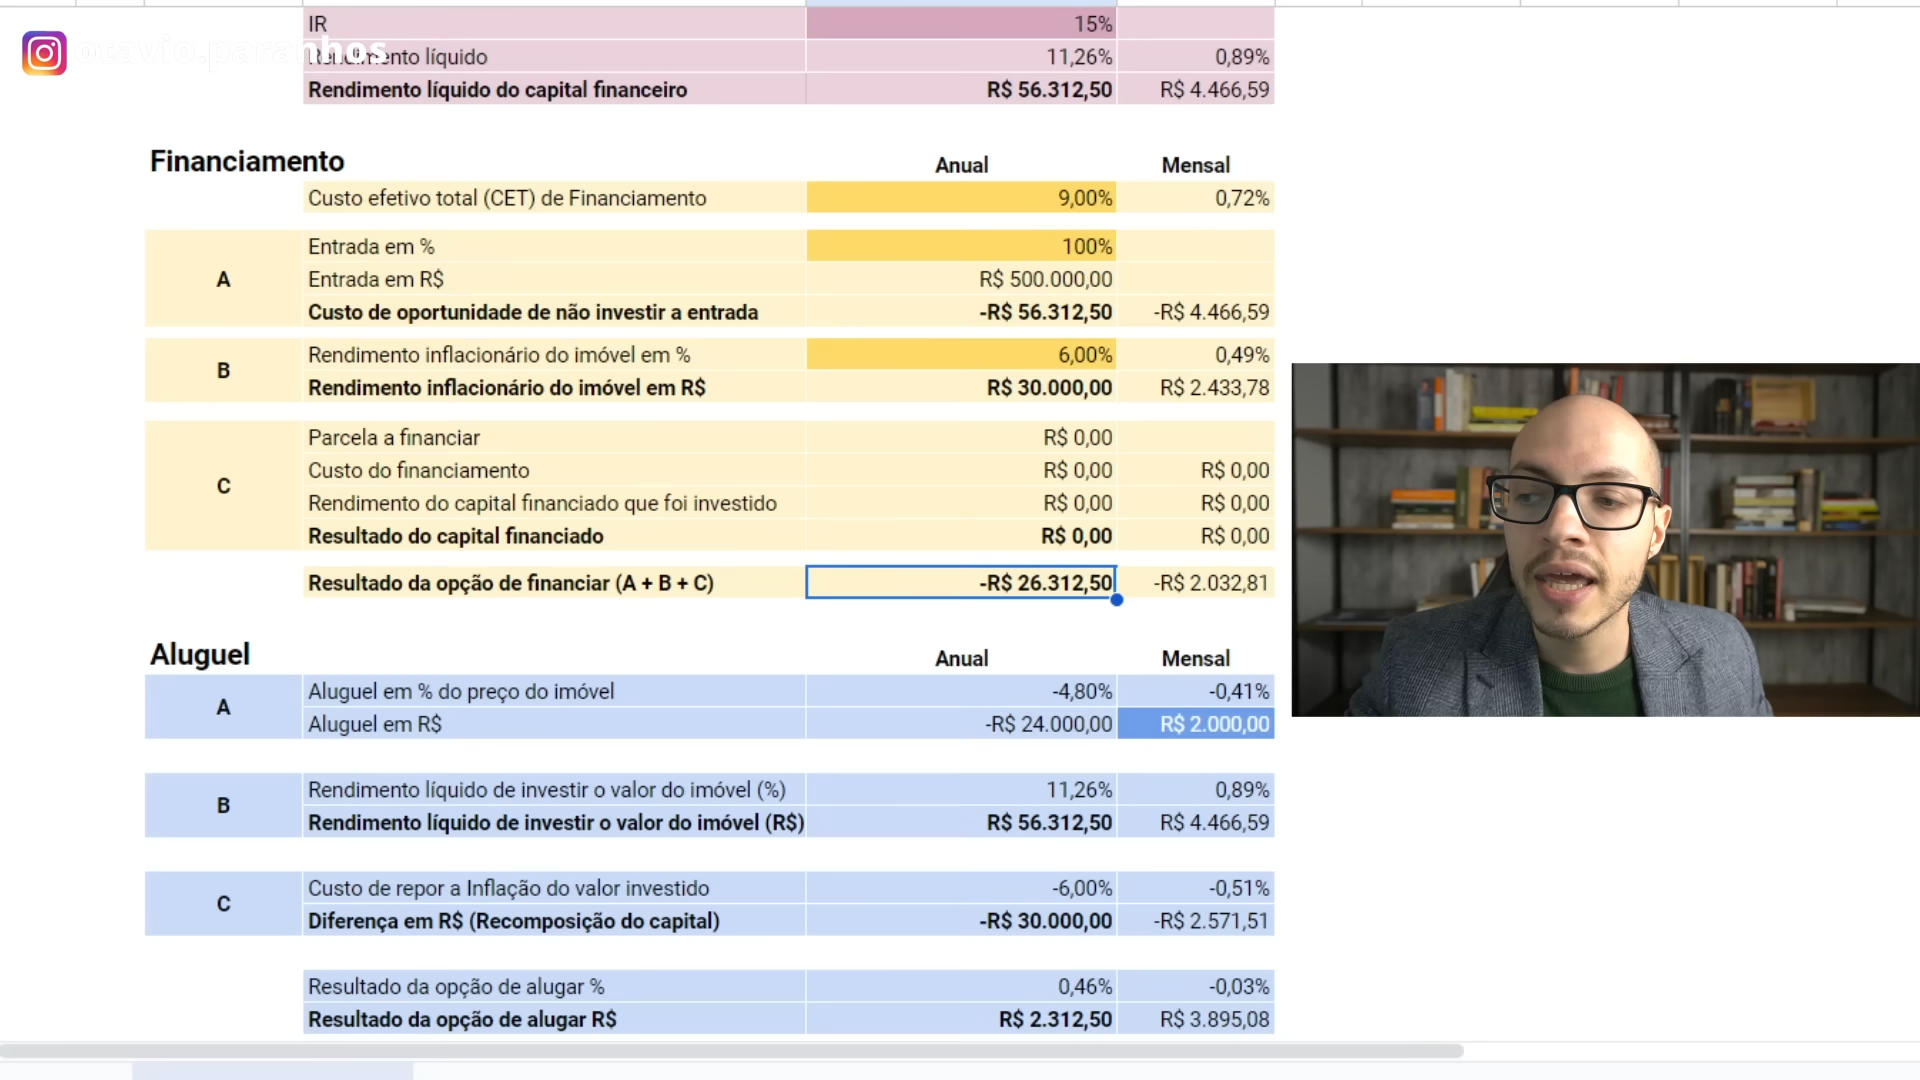 otavio.paranhos
IR 15%
Rendimento líquido 11,26% 0,89%
Rendimento líquido do capital financeiro R$ 56.312,50 R$ 4.466,59
Financiamento Anual Mensal
Custo efetivo total (CET) de Financiamento 9,00% 0,72%
Entrada em % 100%
A Entrada em R$ R$ 500.000,00
Custo de oportunidade de não investir a entrada -R$ 56.312,50 -R$ 4.466,59
B Rendimento inflacionário do imóvel em % 6,00% 0,49%
Rendimento inflacionário do imóvel em R$ R$ 30.000,00 R$ 2.433,78
Parcela a financiar R$ 0,00
Custo do financiamento R$ 0,00 R$ 0,00
C Rendimento do capital financiado que foi investido R$ 0,00 R$ 0,00
Resultado do capital financiado R$ 0,00 R$ 0,00
Resultado da opção de financiar (A + B + C) -R$ 26.312,50 -R$ 2.032,81
Aluguel Anual Mensal
A Aluguel em % do preço do imóvel -4,80% -0,41%
Aluguel em R$ -R$ 24.000,00 R$ 2.000,00
B Rendimento líquido de investir o valor do imóvel (%) 11,26% 0,89%
Rendimento líquido de investir o valor do imóvel (R$) R$ 56.312,50 R$ 4.466,59
C Custo de repor a Inflação do valor investido -6,00% -0,51%
Diferença em R$ (Recomposição do capital) -R$ 30.000,00 -R$ 2.571,51
Resultado da opção de alugar % 0,46% -0,03%
Resultado da opção de alugar R$ R$ 2.312,50 R$ 3.895,08